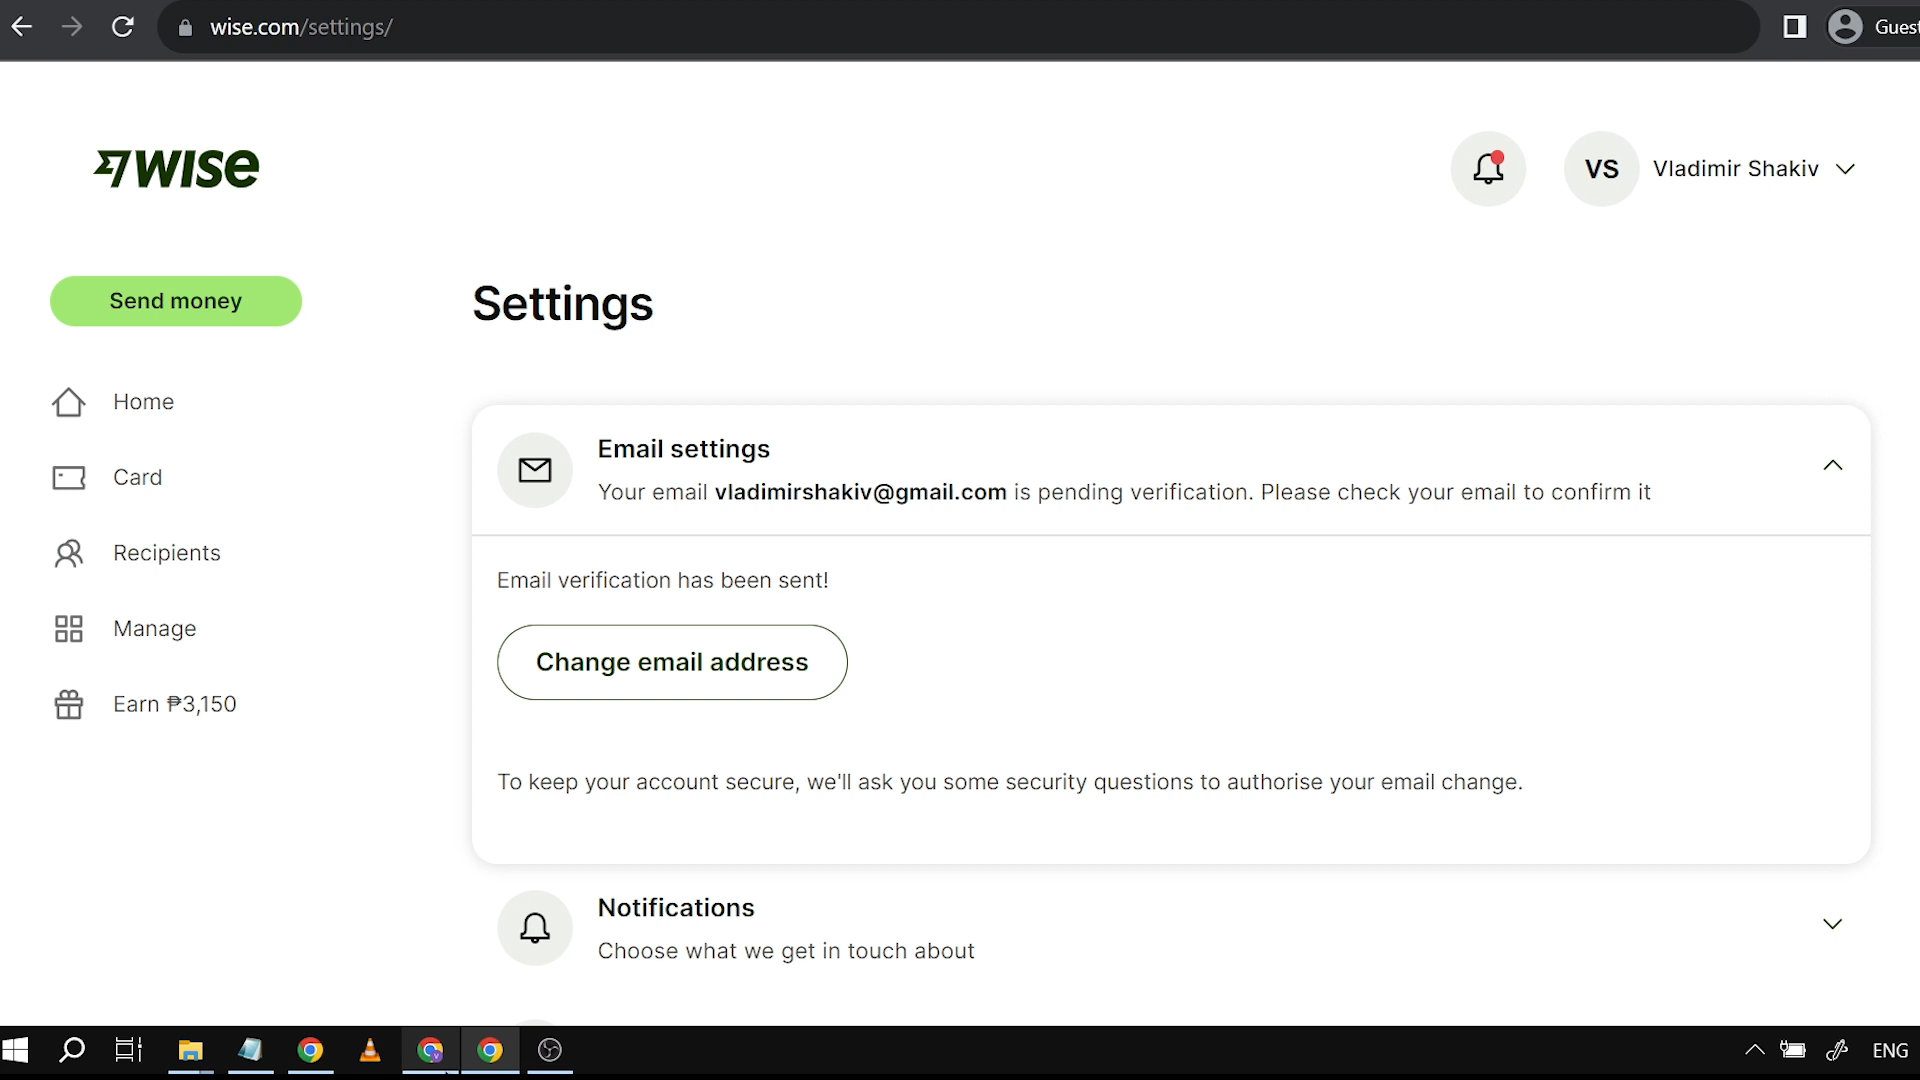 wise.com/settings/
Guest
WISE
VS
Vladimir Shakiv
Send money
Settings
Home
Card
Recipients
Manage
Earn ₱3,150
Email settings
Your email vladimirshakiv@gmail.com is pending verification. Please check your email to confirm it
Email verification has been sent!
Change email address
To keep your account secure, we'll ask you some security questions to authorise your email change.
Notifications
Choose what we get in touch about
ENG